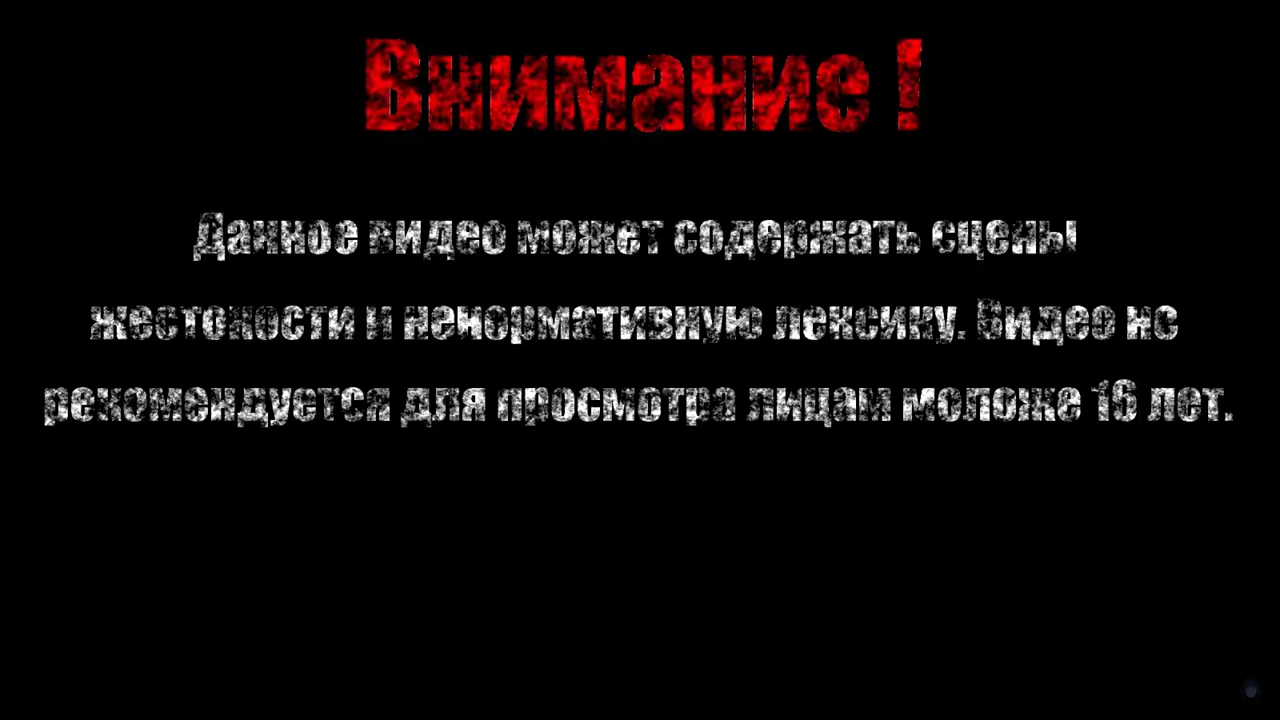 Внимание !
Данное видео может содержать сцены
жестокости и ненормативную лексику. Видео не
рекомендуется для просмотра лицам моложе 16 лет.